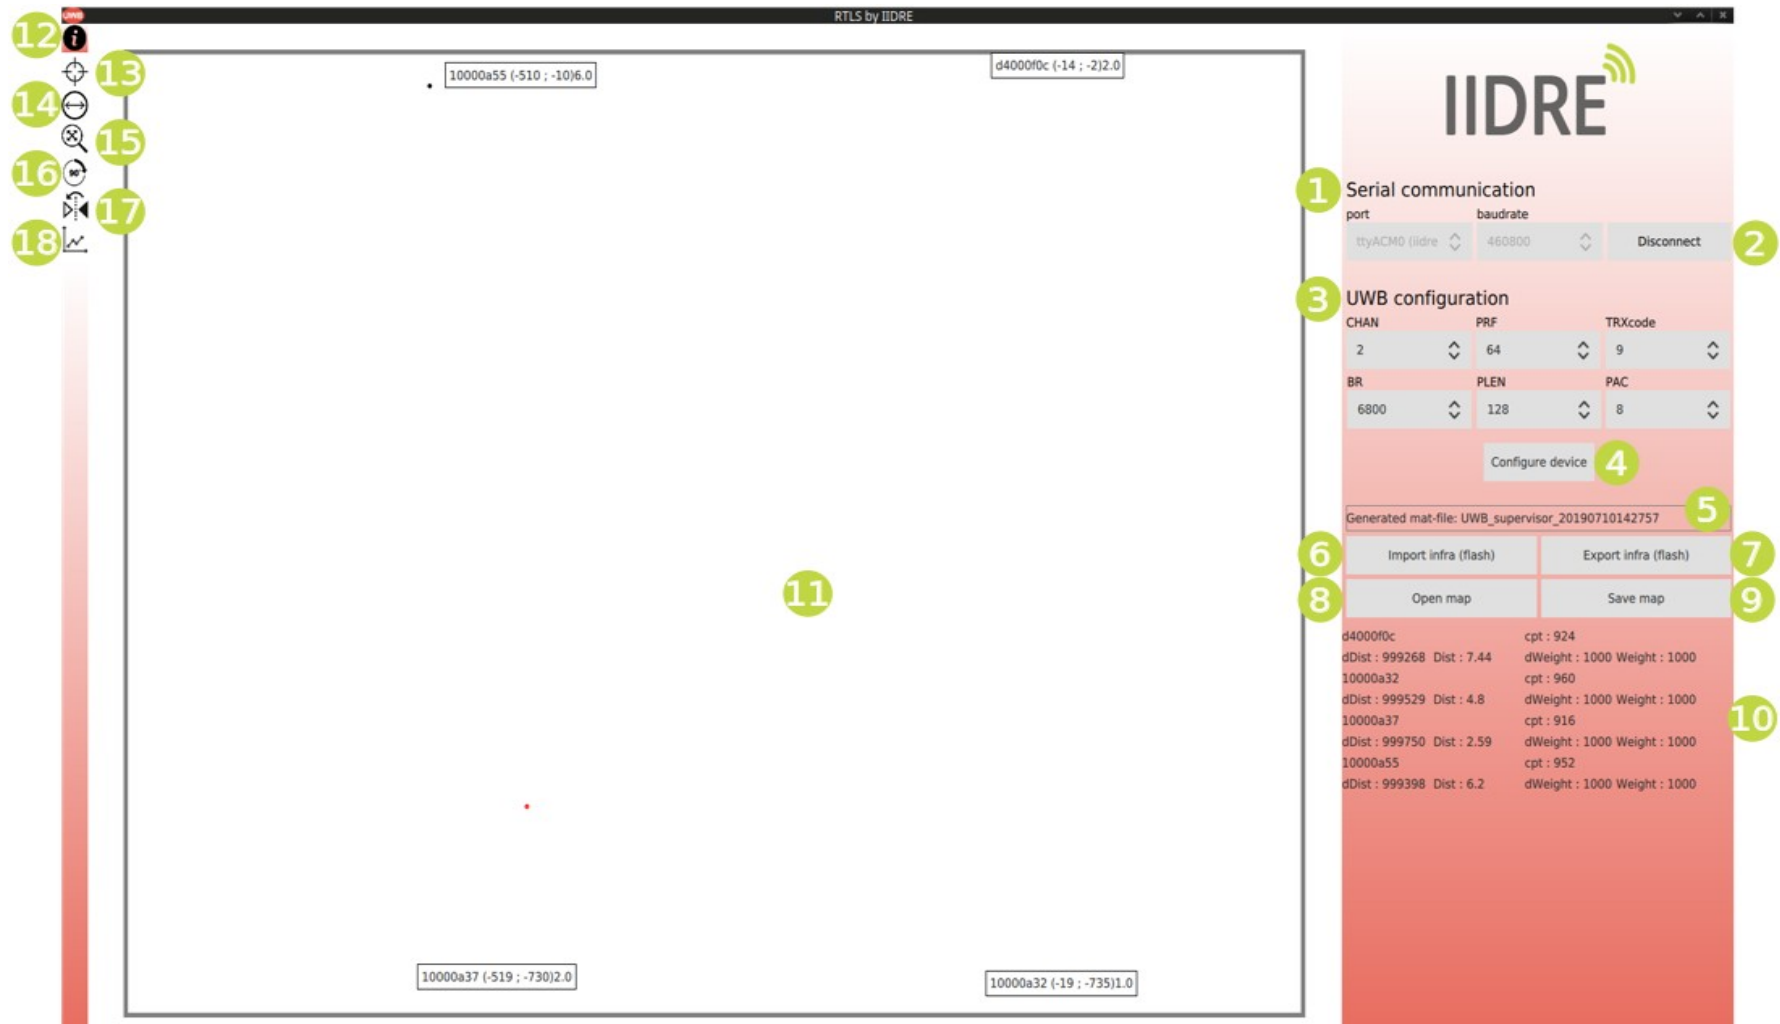 UWB
RTLS by IIDRE
12
i
13
14
15
16
90°
17
18
10000a55 (-510 ; -10)6.0
d4000f0c (-14 ; -2)2.0
11
10000a37 (-519 ; -730)2.0
10000a32 (-19 ; -735)1.0
IIDRE
1 Serial communication
port baudrate
ttyACM0 (iidre 460800 Disconnect 2
3 UWB configuration
CHAN PRF TRXcode
2 64 9
BR PLEN PAC
6800 128 8
Configure device 4
Generated mat-file: UWB_supervisor_20190710142757 5
6 Import infra (flash) Export infra (flash) 7
8 Open map Save map 9
d4000f0c cpt : 924
dDist : 999268 Dist : 7.44 dWeight : 1000 Weight : 1000
10000a32 cpt : 960
dDist : 999529 Dist : 4.8 dWeight : 1000 Weight : 1000
10000a37 cpt : 916
dDist : 999750 Dist : 2.59 dWeight : 1000 Weight : 1000
10000a55 cpt : 952
dDist : 999398 Dist : 6.2 dWeight : 1000 Weight : 1000
10